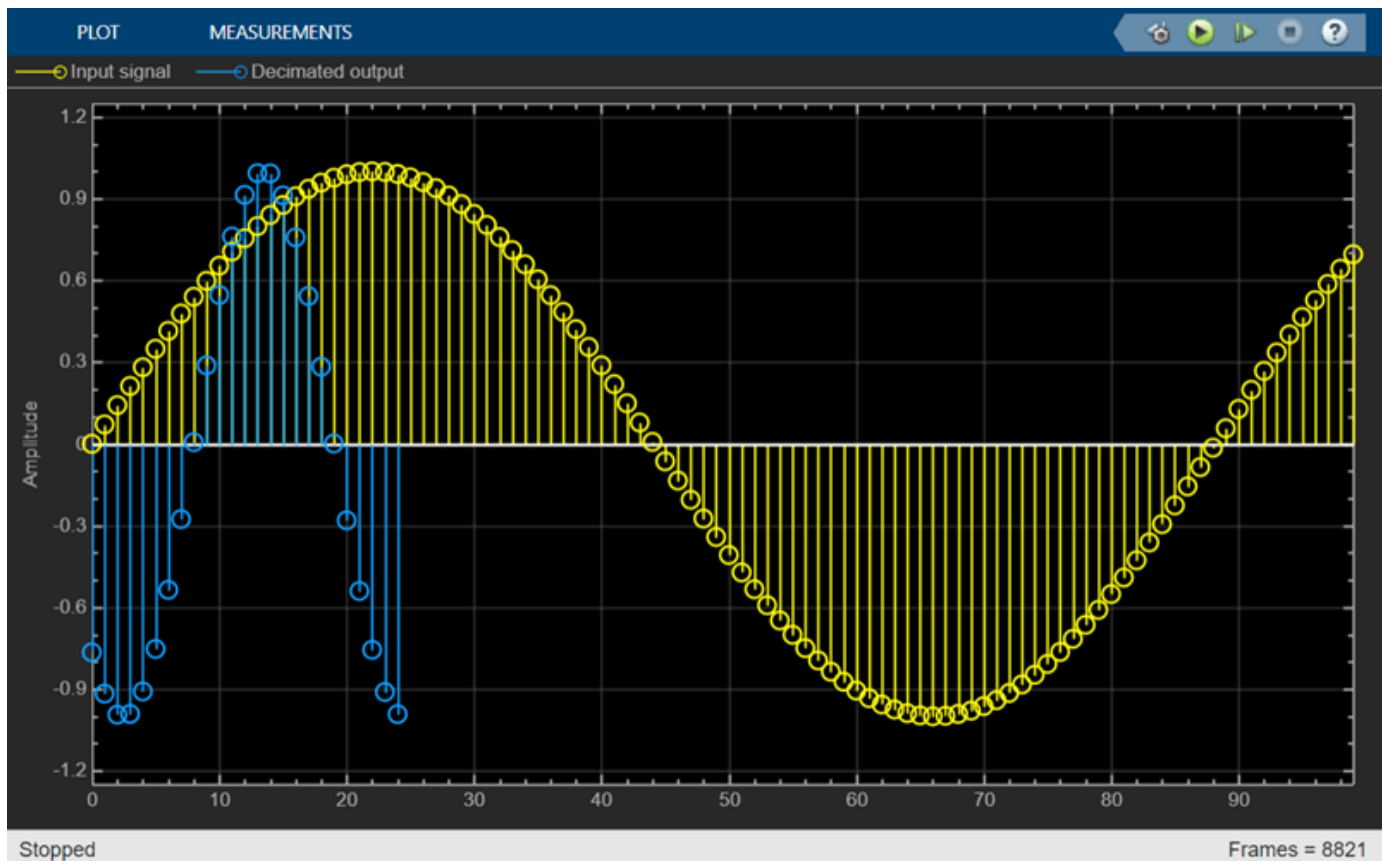 PLOT MEASUREMENTS ?
Input signal Decimated output
1.2
0.9
0.6
0.3
0
-0.3
-0.6
-0.9
-1.2
Amplitude
0 10 20 30 40 50 60 70 80 90
Stopped Frames = 8821